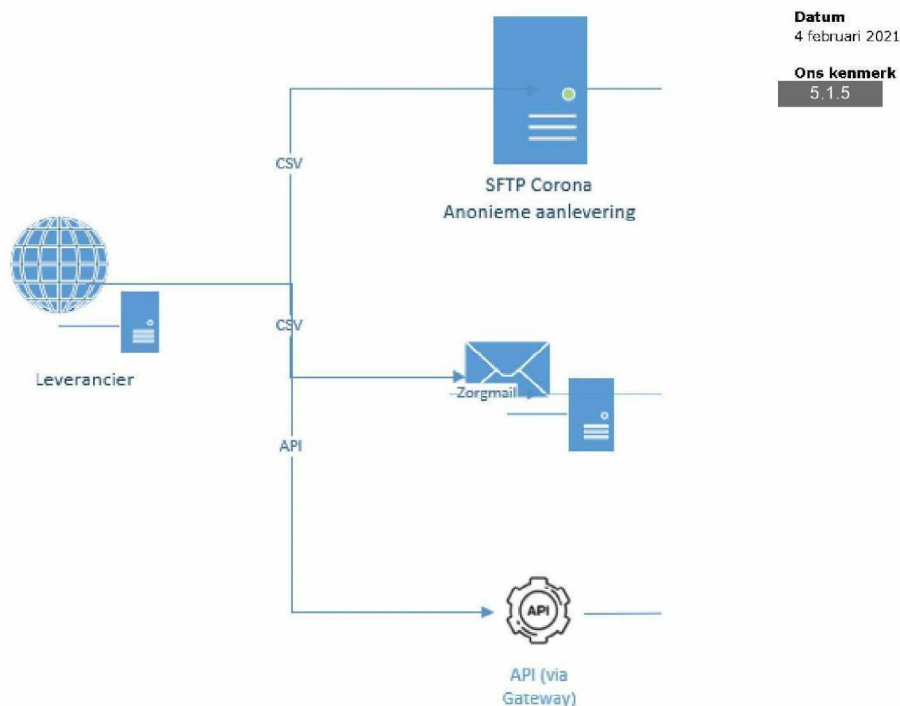 Datum
4 februari 2021
Ons kenmerk
5.1.5
CSV
SFTP Corona
Anonieme aanlevering
CSV
Leverancier
Zorgmail
API
API
API (via
Gateway)